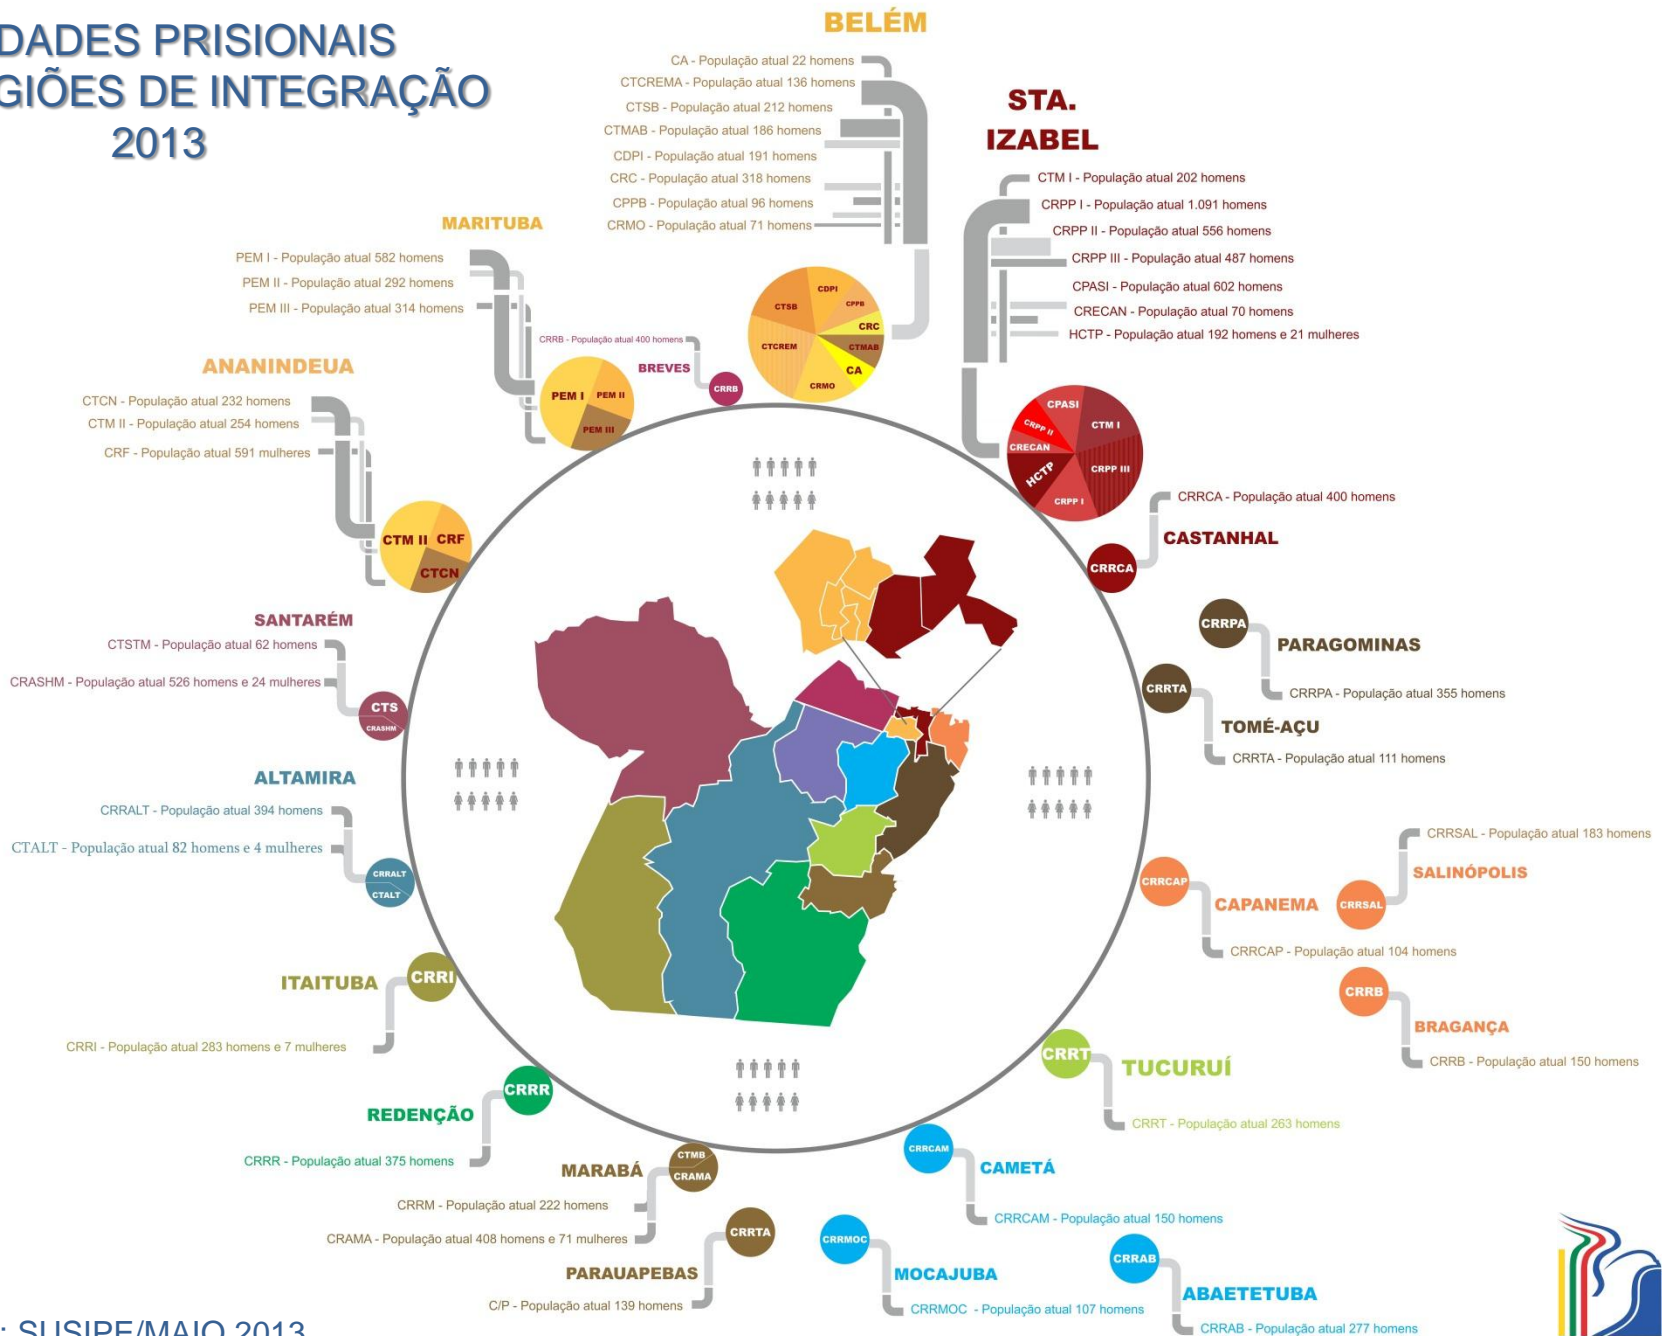 DADES PRISIONAIS
GIÕES DE INTEGRAÇÃO
2013
BELÉM
CA - População atual 22 homens
CTCREMA - População atual 136 homens
CTSB - População atual 212 homens
CTMAB - População atual 186 homens
CDPI - População atual 191 homens
CRC - População atual 318 homens
CPPB - População atual 96 homens
CRMO - População atual 71 homens
CDPI
CTSB
CPPB
CRC
CTCREM
CTMAB
CA
CRMO
STA.
IZABEL
CTM I - População atual 202 homens
CRPP I - População atual 1.091 homens
CRPP II - População atual 556 homens
CRPP III - População atual 487 homens
CPASI - População atual 602 homens
CRECAN - População atual 70 homens
HCTP - População atual 192 homens e 21 mulheres
CPASI
CTM I
CRPP II
CRECAN
CRPP III
HCTP
CRPP I
MARITUBA
PEM I - População atual 582 homens
PEM II - População atual 292 homens
PEM III - População atual 314 homens
PEM I
PEM II
PEM III
CRRB - População atual 400 homens
BREVES
CRRB
ANANINDEUA
CTCN - População atual 232 homens
CTM II - População atual 254 homens
CRF - População atual 591 mulheres
CTM II
CRF
CTCN
CRRCA - População atual 400 homens
CASTANHAL
CRRCA
CRRPA
PARAGOMINAS
CRRPA - População atual 355 homens
CRRTA
TOMÉ-AÇU
CRRTA - População atual 111 homens
SANTARÉM
CTSTM - População atual 62 homens
CRASHM - População atual 526 homens e 24 mulheres
CTS
CRASHM
ALTAMIRA
CRRALT - População atual 394 homens
CTALT - População atual 82 homens e 4 mulheres
CRRALT
CTALT
CRRSAL - População atual 183 homens
SALINÓPOLIS
CRRSAL
CRRCAP
CAPANEMA
CRRCAP - População atual 104 homens
CRRB
BRAGANÇA
CRRB - População atual 150 homens
ITAITUBA
CRRI
CRRI - População atual 283 homens e 7 mulheres
CRRT
TUCURUÍ
CRRT - População atual 263 homens
REDENÇÃO
CRRR
CRRR - População atual 375 homens
MARABÁ
CTMB
CRAMA
CRRM - População atual 222 homens
CRAMA - População atual 408 homens e 71 mulheres
CRRCAM
CAMETÁ
CRRCAM - População atual 150 homens
CRRTA
PARAUAPEBAS
C/P - População atual 139 homens
CRRMOC
MOCAJUBA
CRRMOC - População atual 107 homens
CRRAB
ABAETETUBA
CRRAB - População atual 277 homens
: SUSIPE/MAIO 2013